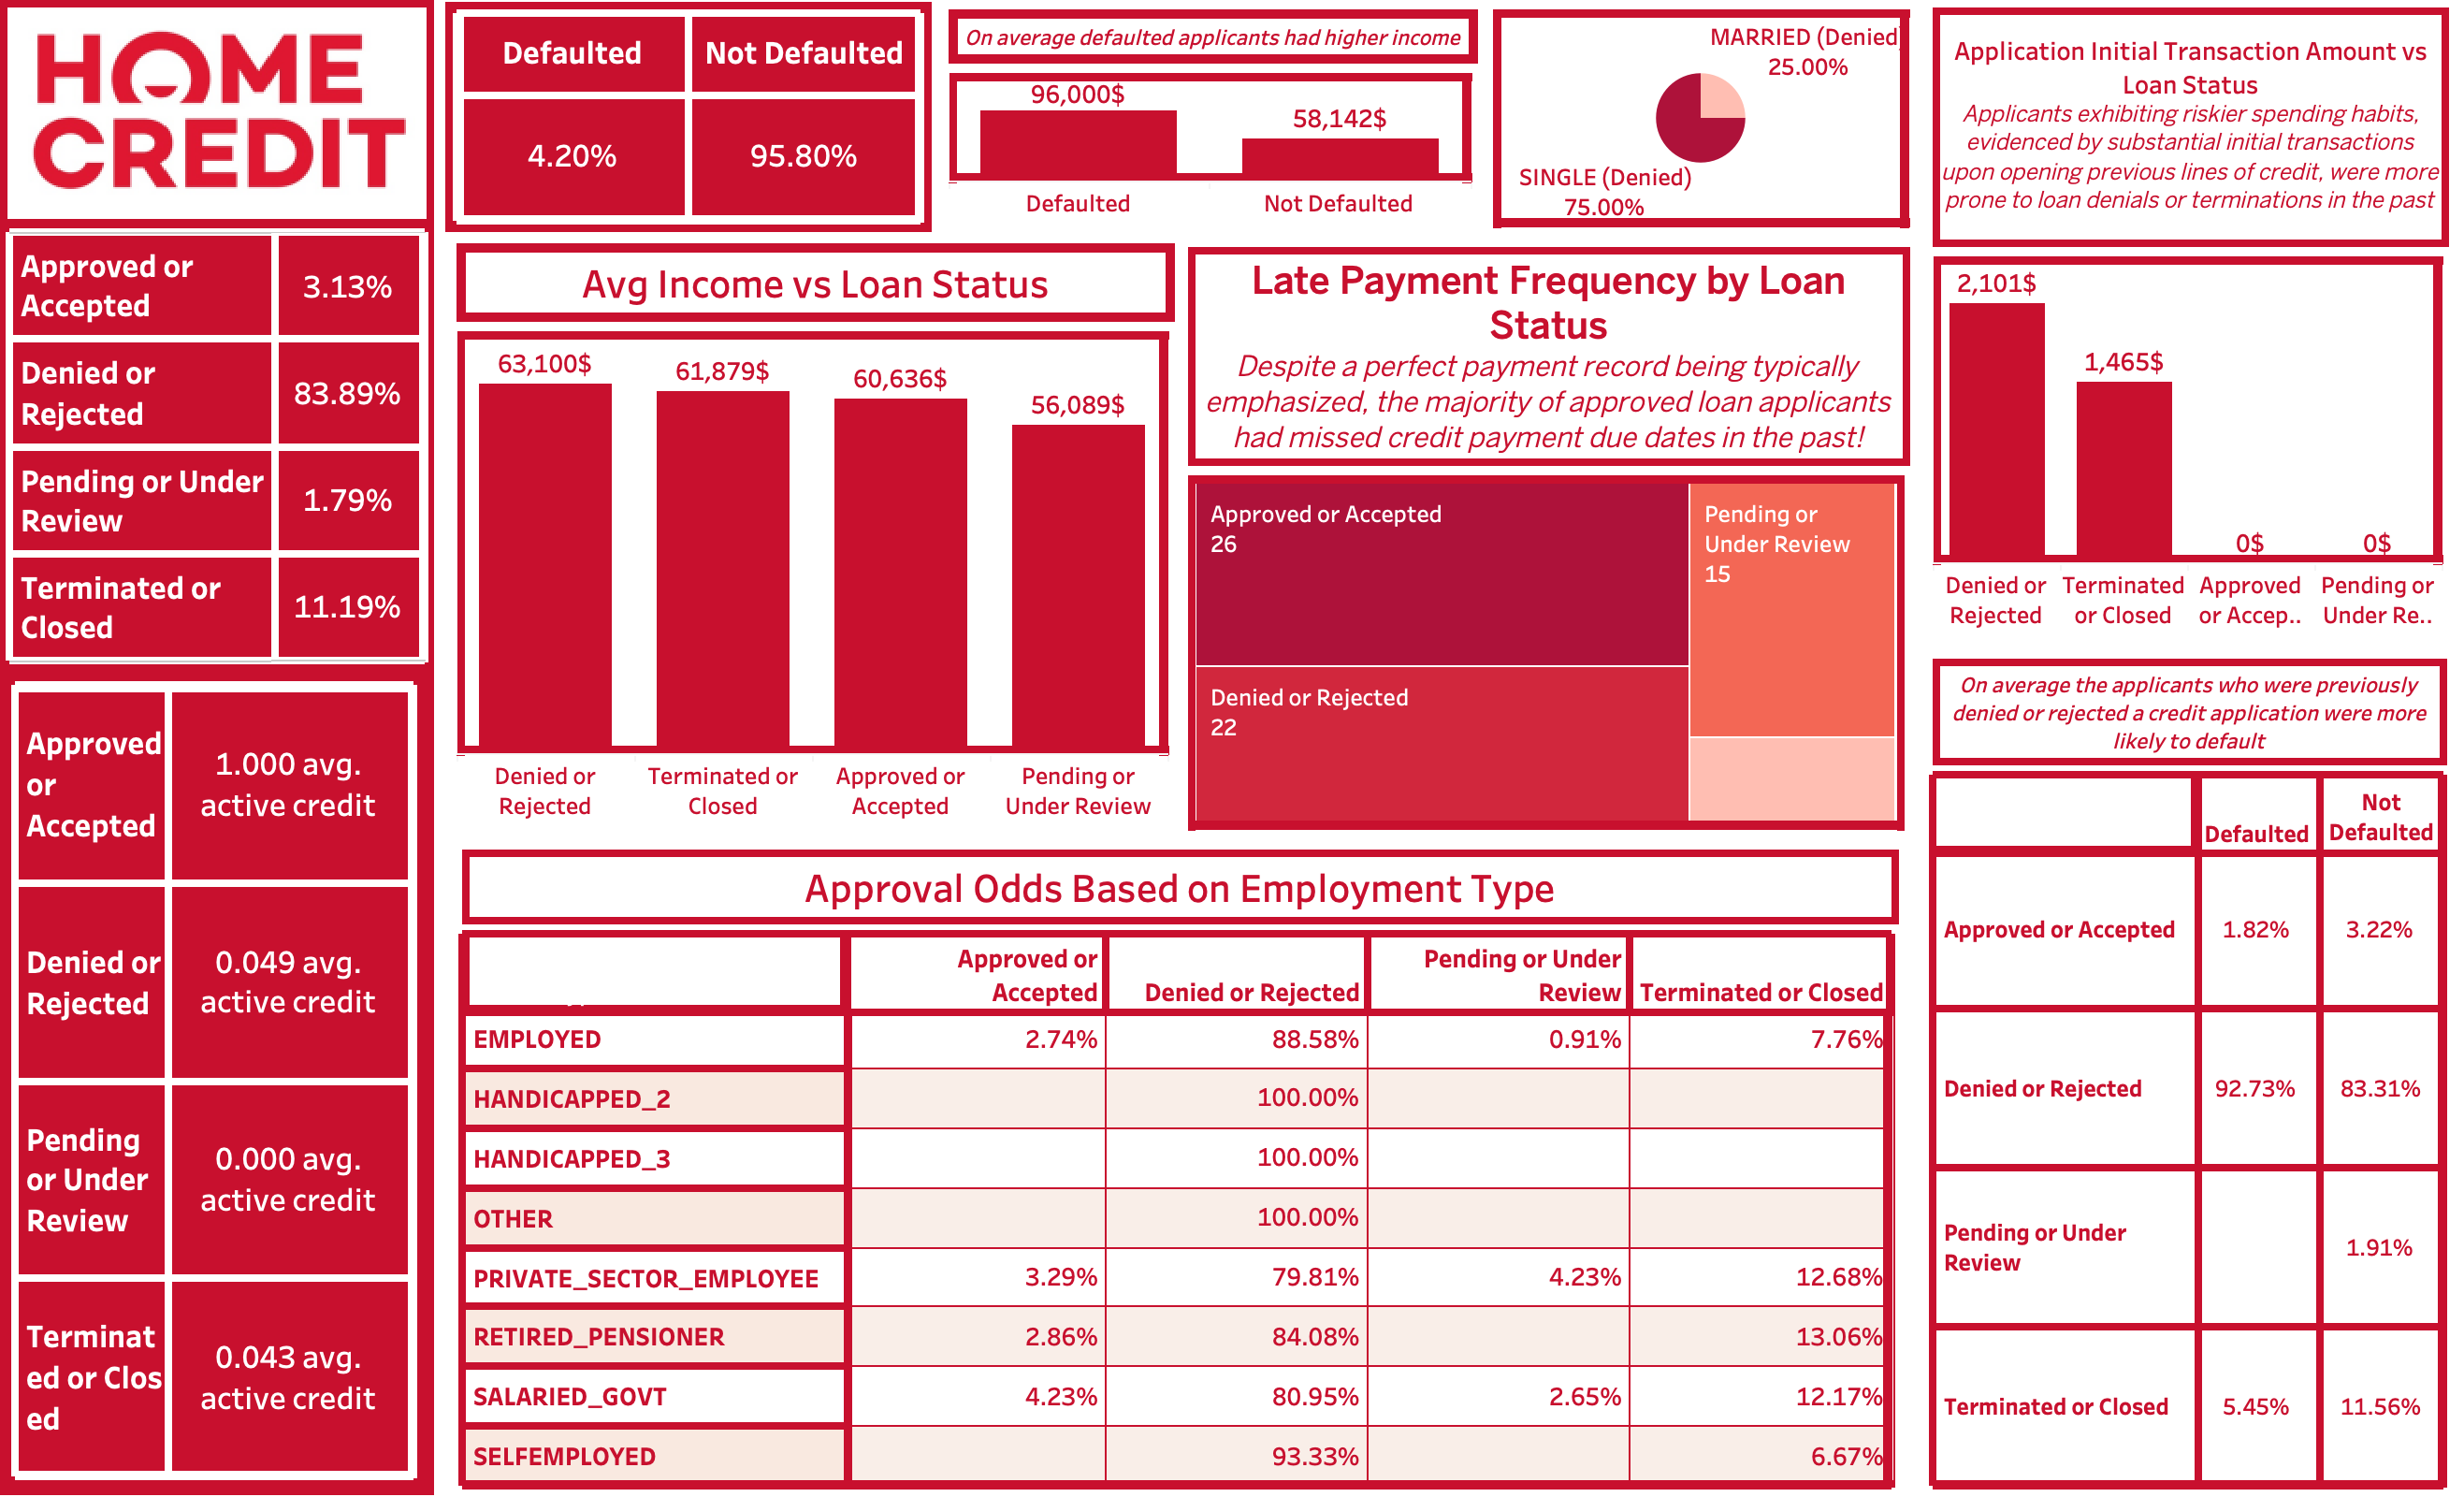 HOME
CREDIT
Defaulted Not Defaulted
4.20% 95.80%
On average defaulted applicants had higher income
96,000$
58,142$
Defaulted Not Defaulted
MARRIED (Denied)
25.00%
SINGLE (Denied)
75.00%
Application Initial Transaction Amount vs
Loan Status
Applicants exhibiting riskier spending habits,
evidenced by substantial initial transactions
upon opening previous lines of credit, were more
prone to loan denials or terminations in the past
Approved or
Accepted
3.13%
Denied or
Rejected
83.89%
Pending or Under
Review
1.79%
Terminated or
Closed
11.19%
Approved
or
Accepted
1.000 avg.
active credit
Denied or
Rejected
0.049 avg.
active credit
Pending
or Under
Review
0.000 avg.
active credit
Terminat
ed or Clos
ed
0.043 avg.
active credit
Avg Income vs Loan Status
63,100$
61,879$
60,636$
56,089$
Denied or
Rejected
Terminated or
Closed
Approved or
Accepted
Pending or
Under Review
Late Payment Frequency by Loan
Status
Despite a perfect payment record being typically
emphasized, the majority of approved loan applicants
had missed credit payment due dates in the past!
Approved or Accepted
26
Pending or
Under Review
15
Denied or Rejected
22
2,101$
1,465$
0$
0$
Denied or
Rejected
Terminated
or Closed
Approved
or Accep..
Pending or
Under Re..
Approval Odds Based on Employment Type
Approved or
Accepted
Denied or Rejected
Pending or Under
Review
Terminated or Closed
EMPLOYED 2.74% 88.58% 0.91% 7.76%
HANDICAPPED_2 100.00%
HANDICAPPED_3 100.00%
OTHER 100.00%
PRIVATE_SECTOR_EMPLOYEE 3.29% 79.81% 4.23% 12.68%
RETIRED_PENSIONER 2.86% 84.08% 13.06%
SALARIED_GOVT 4.23% 80.95% 2.65% 12.17%
SELFEMPLOYED 93.33% 6.67%
On average the applicants who were previously
denied or rejected a credit application were more
likely to default
Defaulted
Not
Defaulted
Approved or Accepted 1.82% 3.22%
Denied or Rejected 92.73% 83.31%
Pending or Under
Review
1.91%
Terminated or Closed 5.45% 11.56%